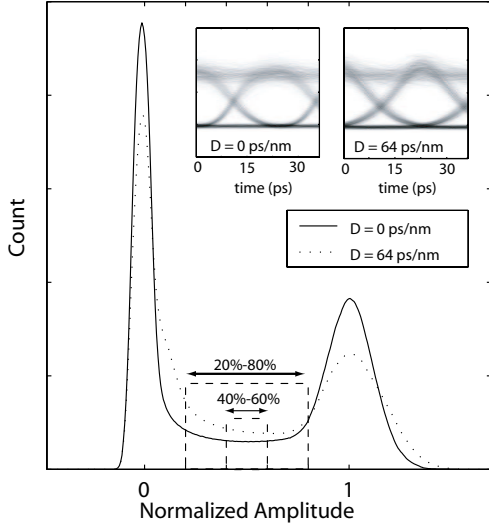 D = 0 ps/nm
0
15
30
time (ps)
D = 64 ps/nm
0
15
30
time (ps)
D = 0 ps/nm
D = 64 ps/nm
Count
20%-80%
40%-60%
0
1
Normalized Amplitude